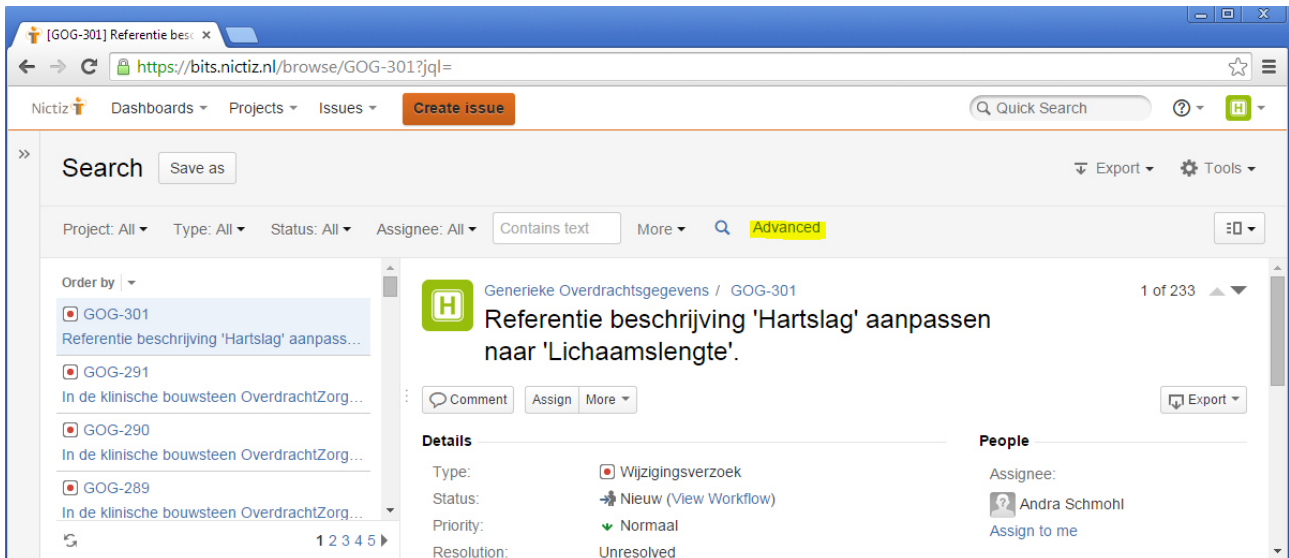 [GOG-301] Referentie besc
https://bits.nictiz.nl/browse/GOG-301?jql=
Nictiz Dashboards Projects Issues Create issue Quick Search
Search Save as Export Tools
Project: All Type: All Status: All Assignee: All Contains text More Advanced
Order by
GOG-301
Referentie beschrijving 'Hartslag' aanpass...
GOG-291
In de klinische bouwsteen OverdrachtZorg...
GOG-290
In de klinische bouwsteen OverdrachtZorg...
GOG-289
In de klinische bouwsteen OverdrachtZorg...
1 2 3 4 5
Generieke Overdrachtsgegevens / GOG-301 1 of 233
Referentie beschrijving 'Hartslag' aanpassen
naar 'Lichaamslengte'.
Comment Assign More Export
Details
Type: Wijzigingsverzoek
Status: Nieuw (View Workflow)
Priority: Normaal
Resolution: Unresolved
People
Assignee:
Andra Schmohl
Assign to me